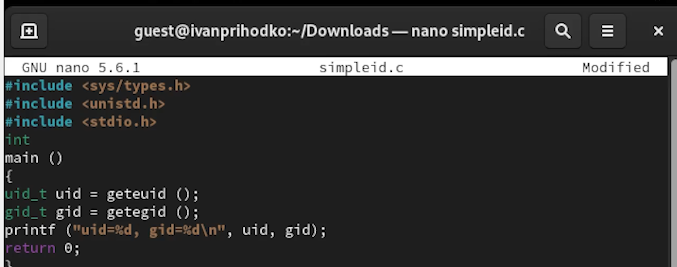 guest@ivanprihodko:~/Downloads — nano simpleid.c
GNU nano 5.6.1 simpleid.c Modified
#include <sys/types.h>
#include <unistd.h>
#include <stdio.h>
int
main ()
{
uid_t uid = geteuid ();
gid_t gid = getegid ();
printf ("uid=%d, gid=%d\n", uid, gid);
return 0;
}